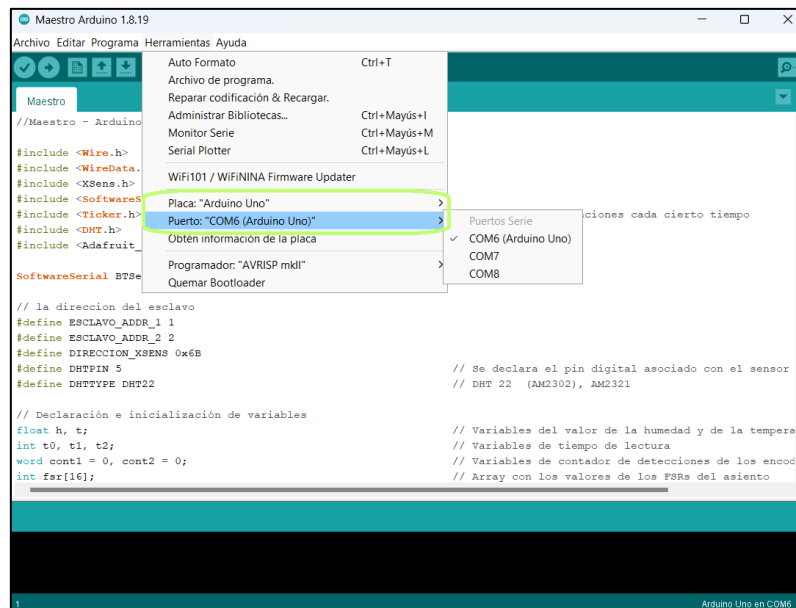 Maestro Arduino 1.8.19
Archivo Editar Programa Herramientas Ayuda
Maestro
Auto Formato Ctrl+T
Archivo de programa.
Reparar codificación & Recargar.
Administrar Bibliotecas... Ctrl+Mayús+I
Monitor Serie Ctrl+Mayús+M
Serial Plotter Ctrl+Mayús+L
WiFi101 / WiFiNINA Firmware Updater
Placa: "Arduino Uno"
Puerto: "COM6 (Arduino Uno)"
Obtén información de la placa
Programador: "AVRISP mkII"
Quemar Bootloader
Puertos Serie
COM6 (Arduino Uno)
COM7
COM8
//Maestro - Arduino
#include <Wire.h>
#include <WireData.
#include <XSens.h>
#include <SoftwareS
#include <Ticker.h> ciones cada cierto tiempo
#include <DHT.h>
#include <Adafruit_
SoftwareSerial BTSe
// la direccion del esclavo
#define ESCLAVO_ADDR_1 1
#define ESCLAVO_ADDR_2 2
#define DIRECCION_XSENS 0x6B
#define DHTPIN 5 // Se declara el pin digital asociado con el sensor
#define DHTTYPE DHT22 // DHT 22 (AM2302), AM2321
// Declaración e inicialización de variables
float h, t; // Variables del valor de la humedad y de la tempera
int t0, t1, t2; // Variables de tiempo de lectura
word cont1 = 0, cont2 = 0; // Variables de contador de detecciones de los encod
int fsr[16]; // Array con los valores de los FSRs del asiento
1
Arduino Uno en COM6